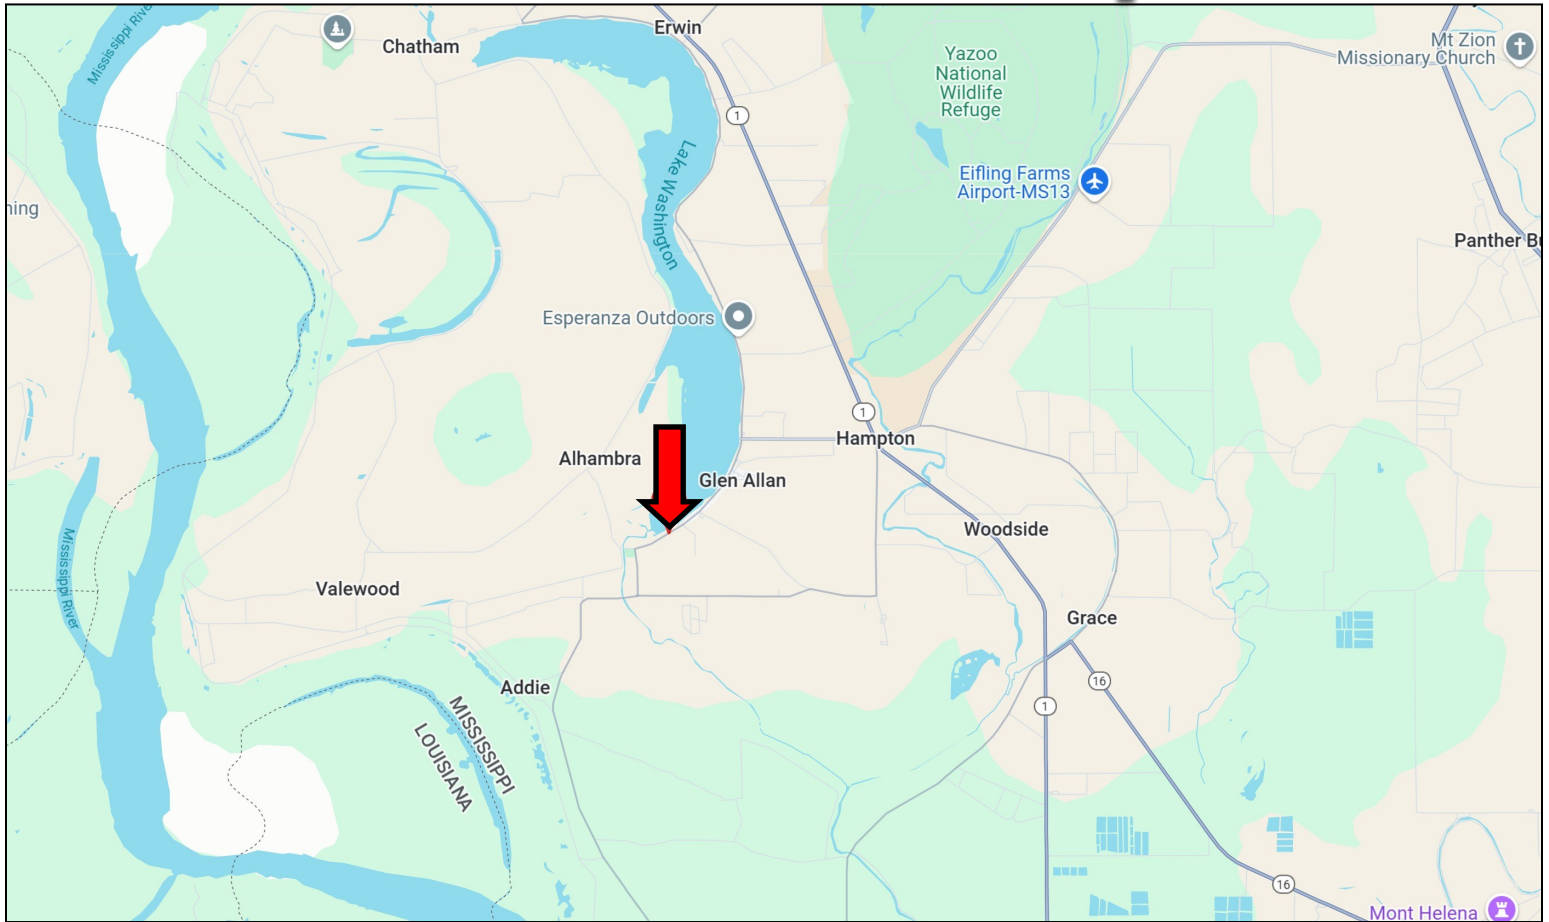 Mississippi Rive
Chatham
Erwin
Yazoo
National
Wildlife
Refuge
Mt Zion
Missionary Church
1
Lake Washington
Eifling Farms
Airport-MS13
ning
Panther B
Esperanza Outdoors
1
Hampton
Alhambra
Glen Allan
Woodside
Mississippi River
Valewood
Grace
16
Addie
1
MISSISSIPPI
LOUISIANA
16
Mont Helena